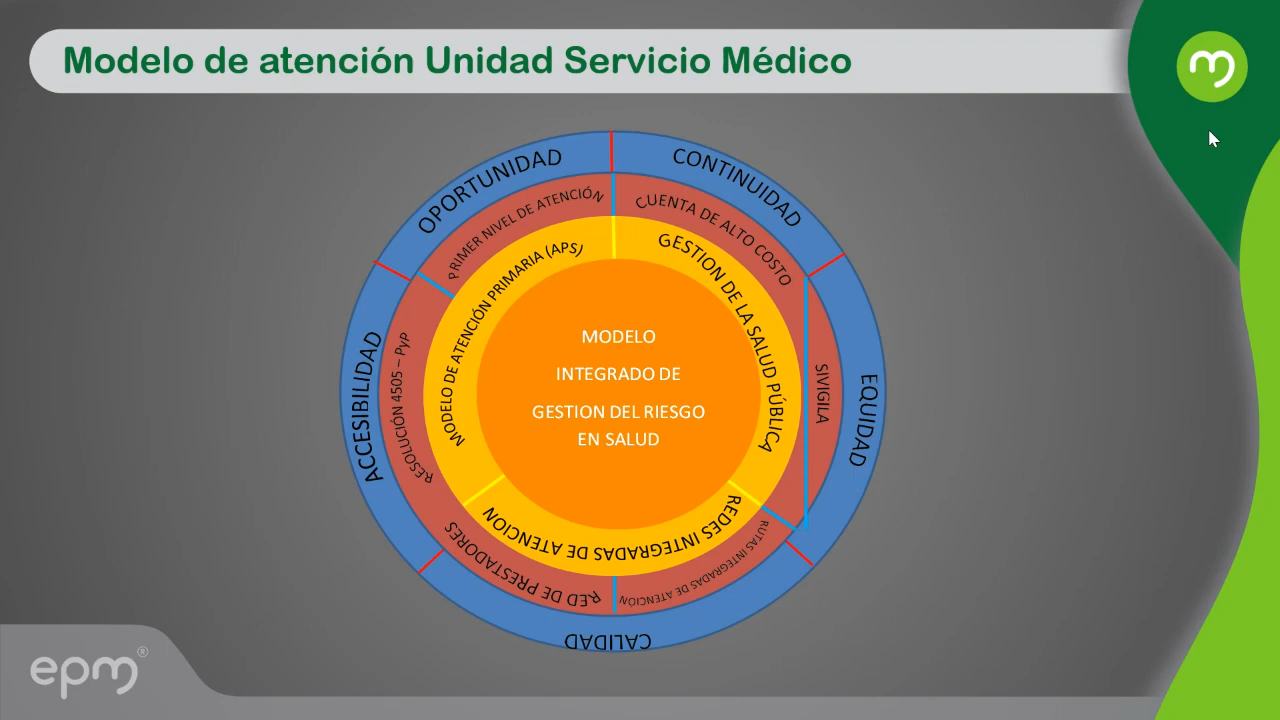 Modelo de atención Unidad Servicio Médico
OPORTUNIDAD
CONTINUIDAD
EQUIDAD
CALIDAD
ACCESIBILIDAD
PRIMER NIVEL DE ATENCIÓN
CUENTA DE ALTO COSTO
SIVIGILA
RUTAS INTEGRADAS DE ATENCIÓN
RED DE PRESTADORES
RESOLUCIÓN 4505 – PyP
MODELO DE ATENCIÓN PRIMARIA (APS)
GESTION DE LA SALUD PÚBLICA
REDES INTEGRADAS DE ATENCION
MODELO
INTEGRADO DE
GESTION DEL RIESGO
EN SALUD
epm®